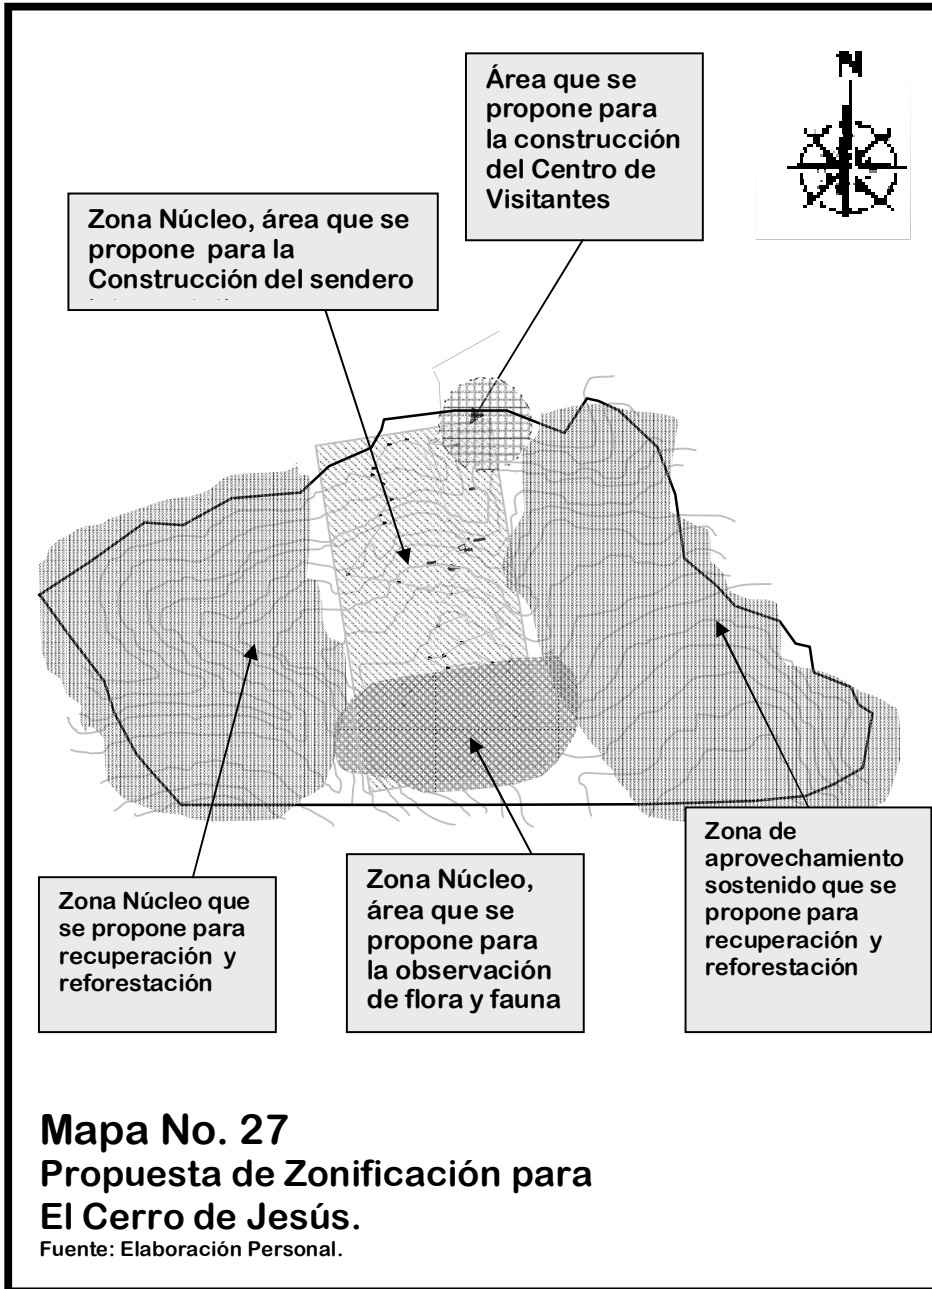 N
Área que se
propone para
la construcción
del Centro de
Visitantes
Zona Núcleo, área que se
propone para la
Construcción del sendero
Zona Núcleo que
se propone para
recuperación y
reforestación
Zona Núcleo,
área que se
propone para
la observación
de flora y fauna
Zona de
aprovechamiento
sostenido que se
propone para
recuperación y
reforestación
Mapa No. 27
Propuesta de Zonificación para
El Cerro de Jesús.
Fuente: Elaboración Personal.